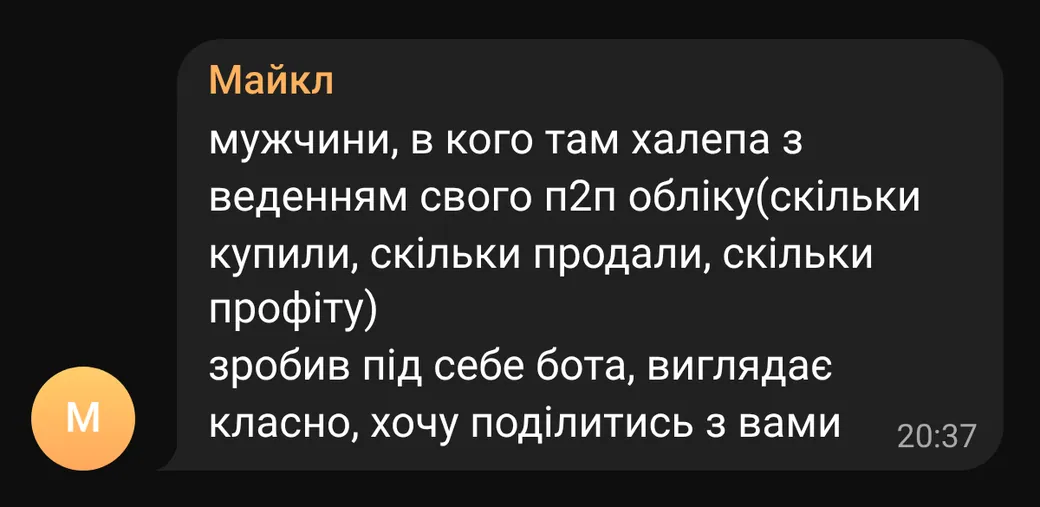 Майкл
мужчини, в кого там халепа з
веденням свого п2п обліку(скільки
купили, скільки продали, скільки
профіту)
зробив під себе бота, виглядає
класно, хочу поділитись з вами
20:37
М